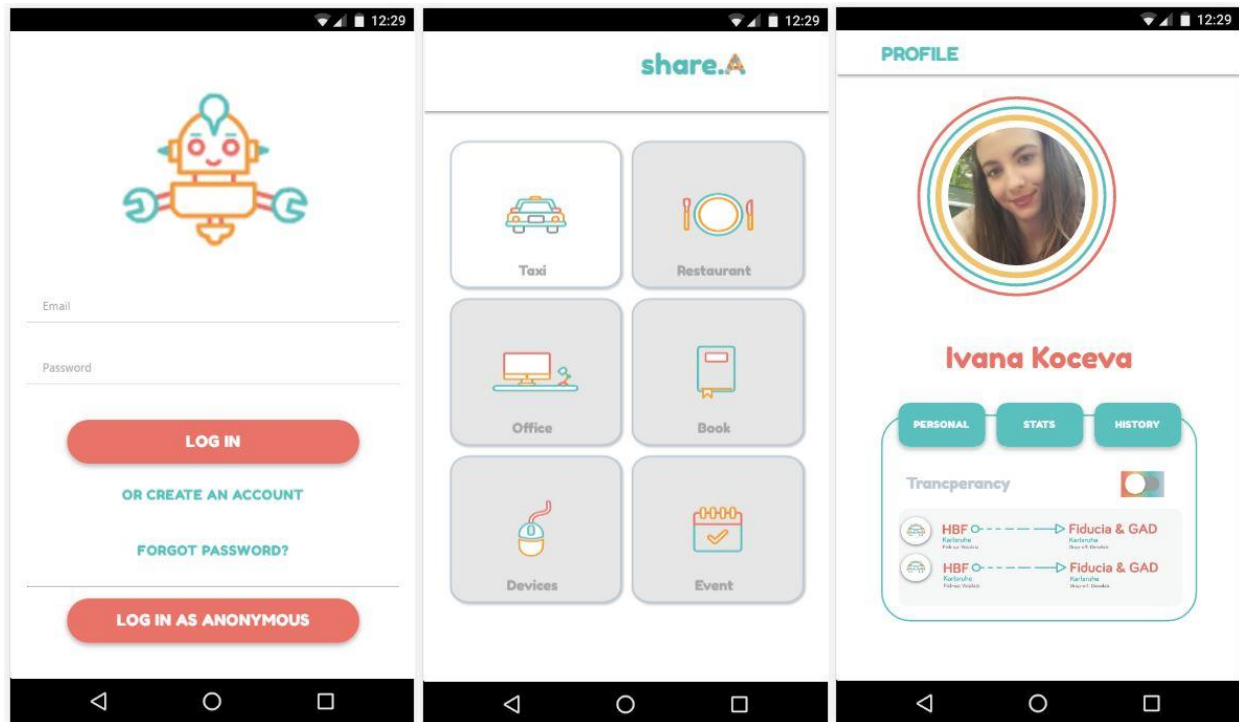 12:29
Email
Password
LOG IN
OR CREATE AN ACCOUNT
FORGOT PASSWORD?
LOG IN AS ANONYMOUS
12:29
share.A
Taxi
Restaurant
Office
Book
Devices
Event
12:29
PROFILE
Ivana Koceva
PERSONAL
STATS
HISTORY
Trancperancy
HBF
Fiducia & GAD
Karlsruhe
Karlsruhe
HBF
Fiducia & GAD
Karlsruhe
Karlsruhe